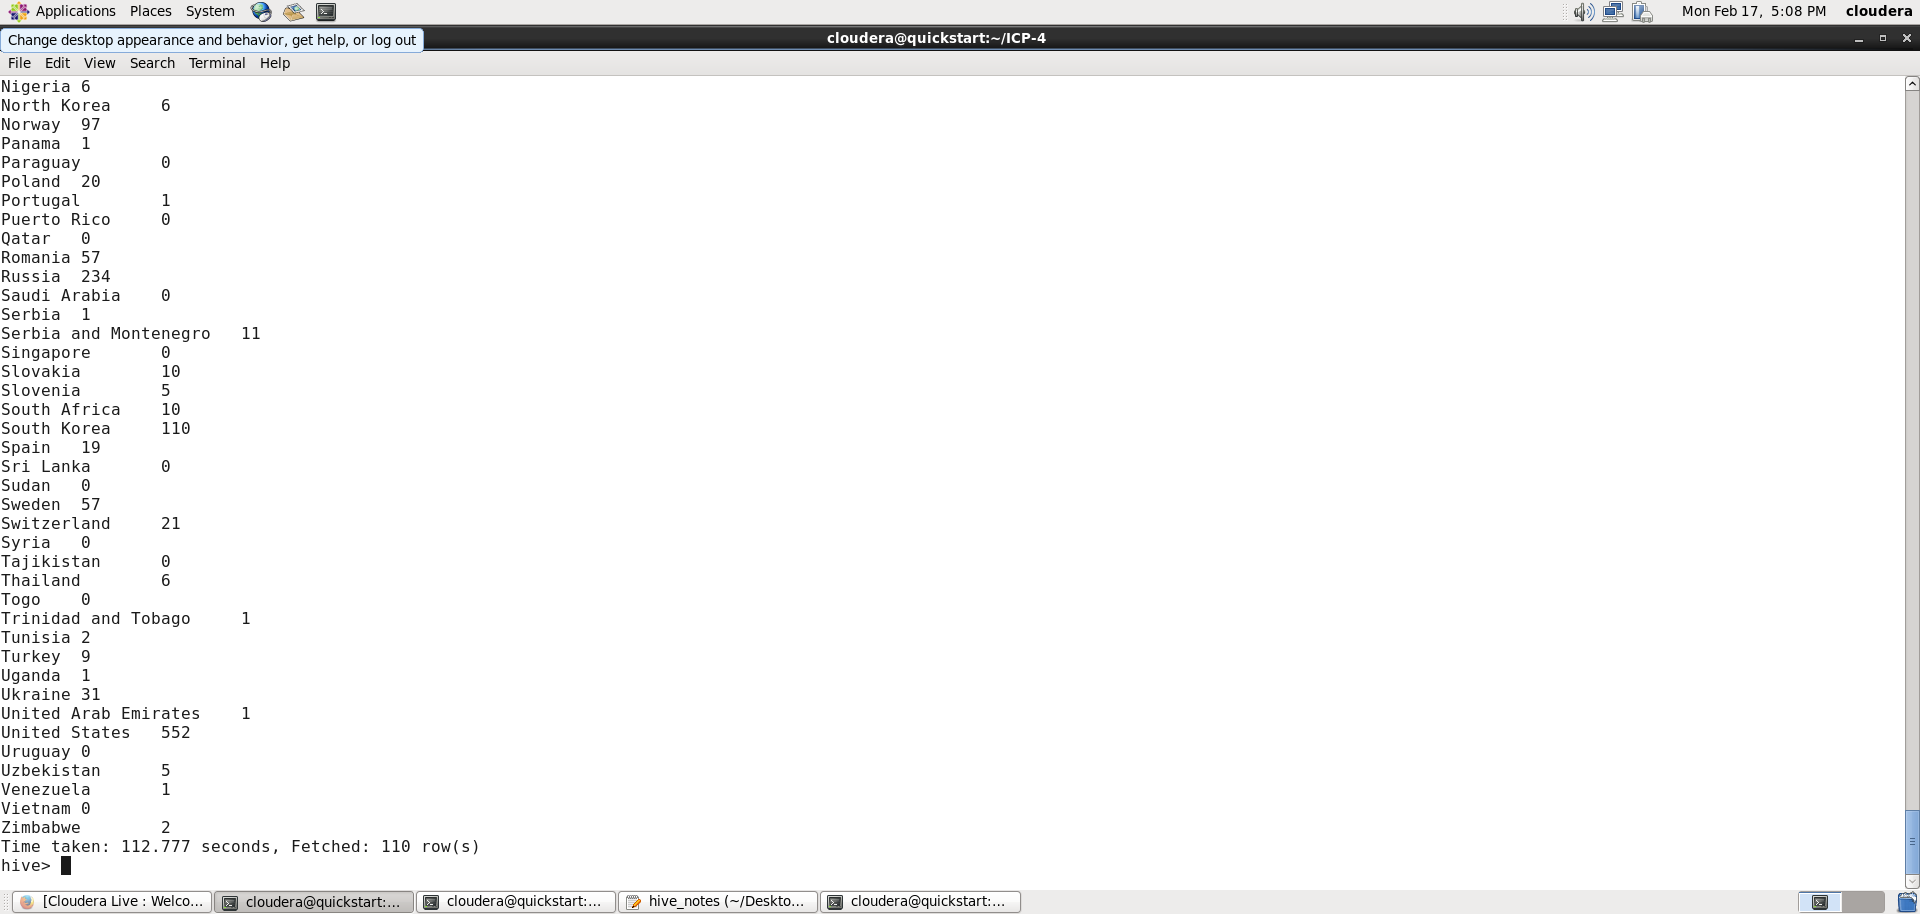 Applications Places System Mon Feb 17, 5:08 PM cloudera
Change desktop appearance and behavior, get help, or log out cloudera@quickstart:~/ICP-4
File Edit View Search Terminal Help
Nigeria 6
North Korea 6
Norway 97
Panama 1
Paraguay 0
Poland 20
Portugal 1
Puerto Rico 0
Qatar 0
Romania 57
Russia 234
Saudi Arabia 0
Serbia 1
Serbia and Montenegro 11
Singapore 0
Slovakia 10
Slovenia 5
South Africa 10
South Korea 110
Spain 19
Sri Lanka 0
Sudan 0
Sweden 57
Switzerland 21
Syria 0
Tajikistan 0
Thailand 6
Togo 0
Trinidad and Tobago 1
Tunisia 2
Turkey 9
Uganda 1
Ukraine 31
United Arab Emirates 1
United States 552
Uruguay 0
Uzbekistan 5
Venezuela 1
Vietnam 0
Zimbabwe 2
Time taken: 112.777 seconds, Fetched: 110 row(s)
hive>
[Cloudera Live : Welco... cloudera@quickstart:... cloudera@quickstart:... hive_notes (~/Deskto... cloudera@quickstart:...